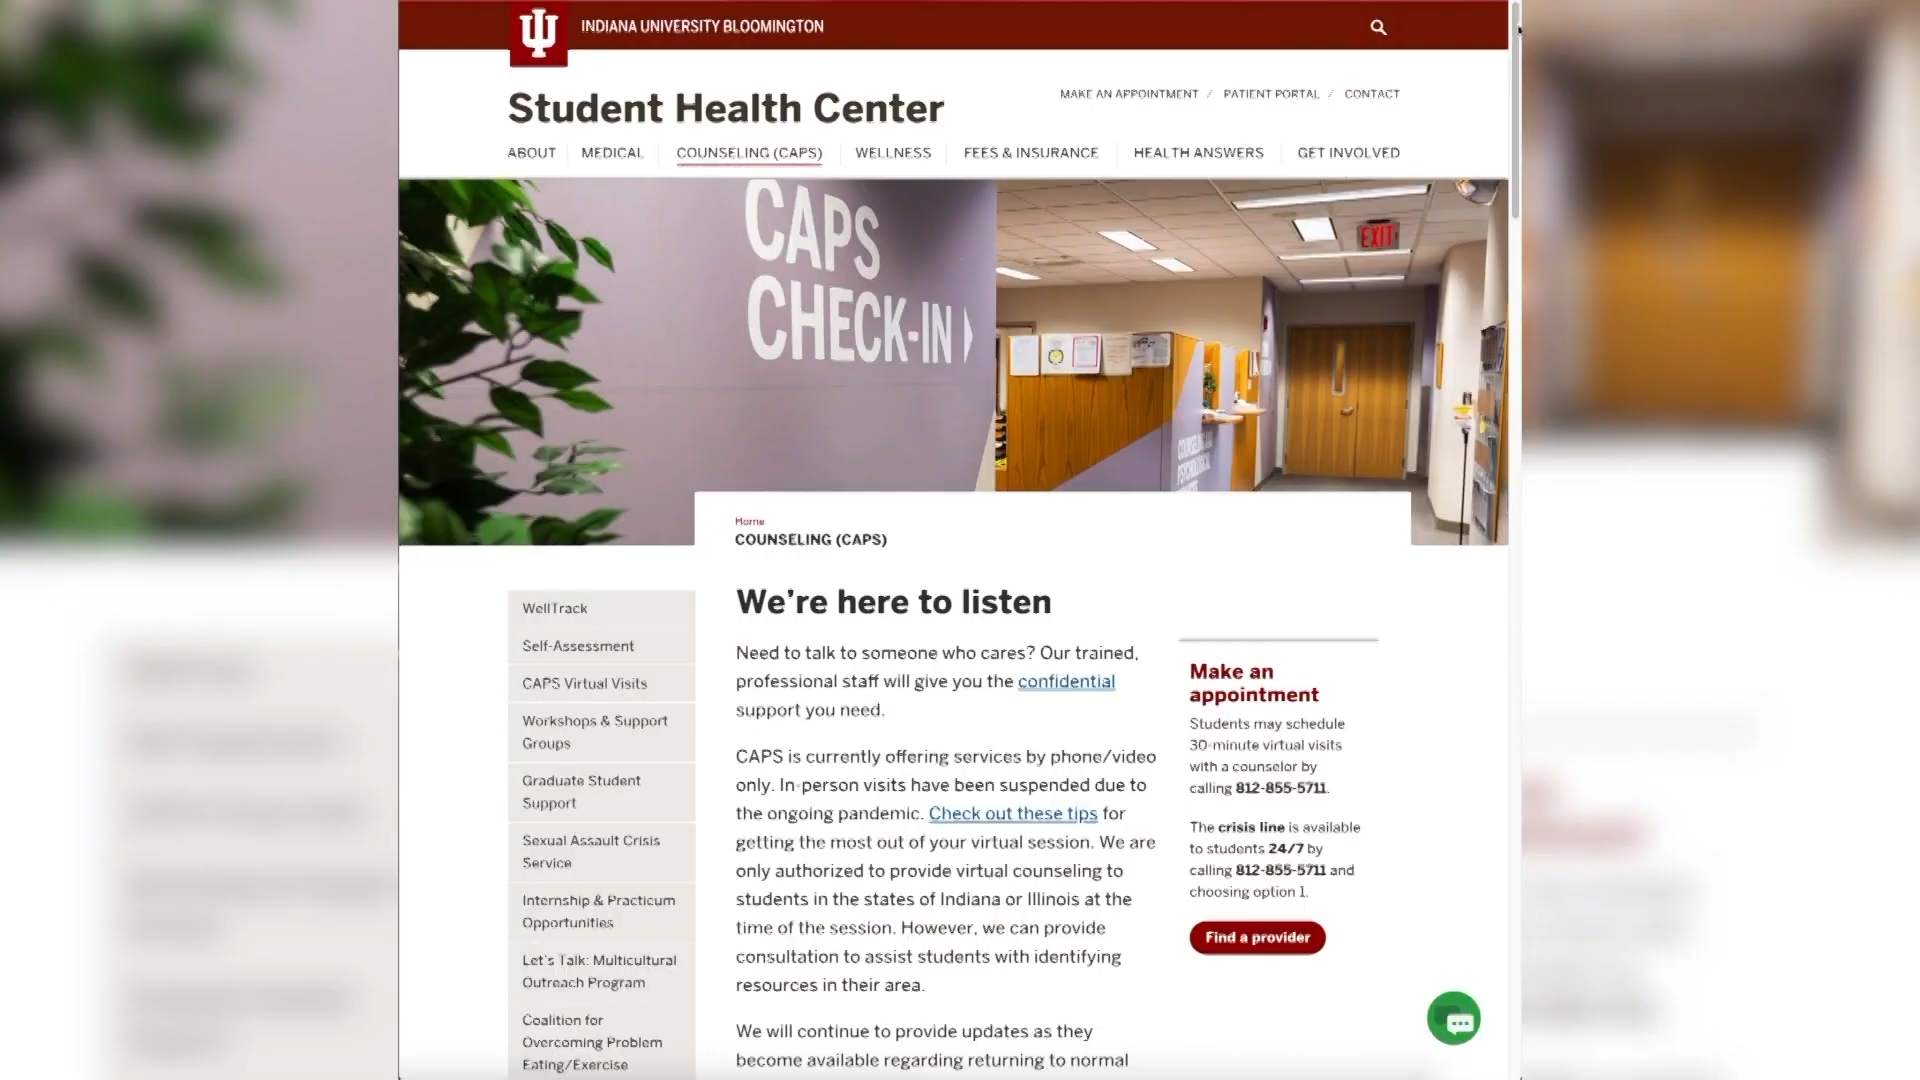 INDIANA UNIVERSITY BLOOMINGTON
Student Health Center
MAKE AN APPOINTMENT / PATIENT PORTAL / CONTACT
ABOUT MEDICAL COUNSELING (CAPS) WELLNESS FEES & INSURANCE HEALTH ANSWERS GET INVOLVED
CAPS
CHECK-IN
EXIT
Home
COUNSELING (CAPS)
WellTrack
Self-Assessment
CAPS Virtual Visits
Workshops & Support
Groups
Graduate Student
Support
Sexual Assault Crisis
Service
Internship & Practicum
Opportunities
Let's Talk: Multicultural
Outreach Program
Coalition for
Overcoming Problem
Eating/Exercise
We're here to listen
Need to talk to someone who cares? Our trained,
professional staff will give you the confidential
support you need.
CAPS is currently offering services by phone/video
only. In-person visits have been suspended due to
the ongoing pandemic. Check out these tips for
getting the most out of your virtual session. We are
only authorized to provide virtual counseling to
students in the states of Indiana or Illinois at the
time of the session. However, we can provide
consultation to assist students with identifying
resources in their area.
We will continue to provide updates as they
become available regarding returning to normal
Make an
appointment
Students may schedule
30-minute virtual visits
with a counselor by
calling 812-855-5711.
The crisis line is available
to students 24/7 by
calling 812-855-5711 and
choosing option 1.
Find a provider